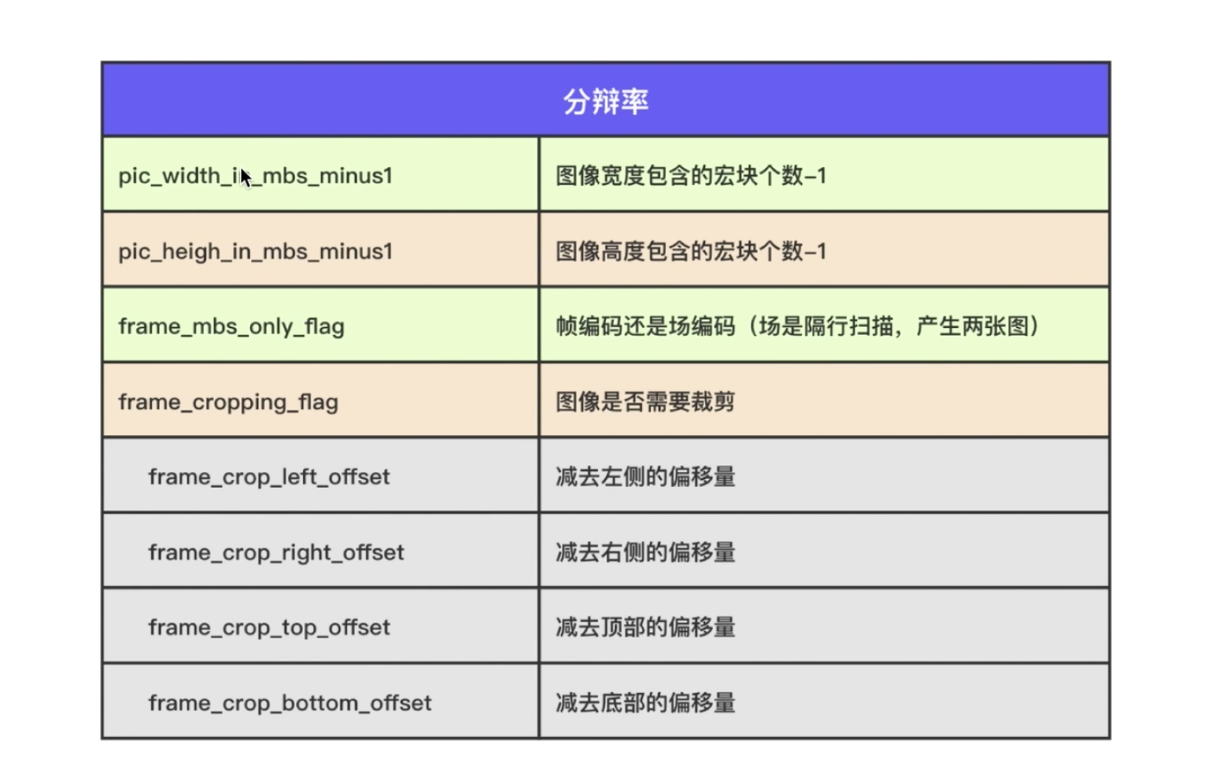 分辩率
pic_width_in_mbs_minus1 图像宽度包含的宏块个数-1
pic_heigh_in_mbs_minus1 图像高度包含的宏块个数-1
frame_mbs_only_flag 帧编码还是场编码（场是隔行扫描，产生两张图）
frame_cropping_flag 图像是否需要裁剪
frame_crop_left_offset 减去左侧的偏移量
frame_crop_right_offset 减去右侧的偏移量
frame_crop_top_offset 减去顶部的偏移量
frame_crop_bottom_offset 减去底部的偏移量